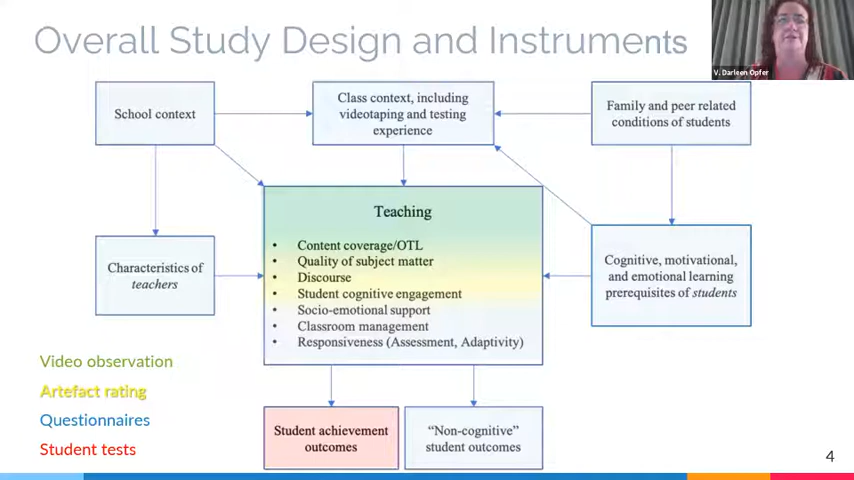 Overall Study Design and Instruments
V. Darleen Opfer
School context
Class context, including
videotaping and testing
experience
Family and peer related
conditions of students
Teaching
• Content coverage/OTL
• Quality of subject matter
• Discourse
• Student cognitive engagement
• Socio-emotional support
• Classroom management
• Responsiveness (Assessment, Adaptivity)
Characteristics of
teachers
Cognitive, motivational,
and emotional learning
prerequisites of students
Video observation
Artefact rating
Questionnaires
Student tests
Student achievement
outcomes
“Non-cognitive”
student outcomes
4